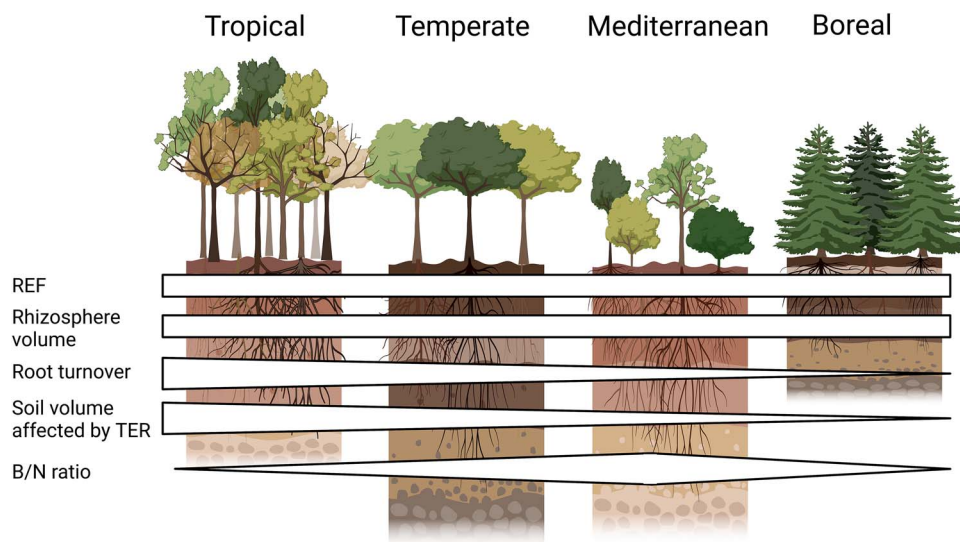 Tropical
Temperate
Mediterranean
Boreal
REF
Rhizosphere
volume
Root turnover
Soil volume
affected by TER
B/N ratio